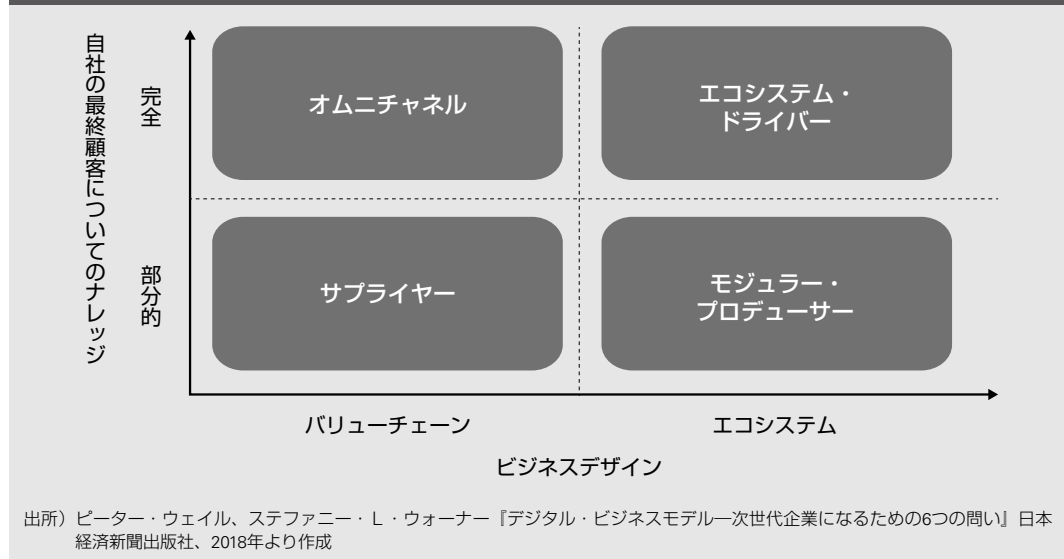 自社の最終顧客についてのナレッジ
完全
部分的
オムニチャネル
エコシステム・
ドライバー
サプライヤー
モジュラー・
プロデューサー
バリューチェーン
エコシステム
ビジネスデザイン
出所）ピーター・ウェイル、ステファニー・L・ウォーナー『デジタル・ビジネスモデル―次世代企業になるための6つの問い』日本
経済新聞出版社、2018年より作成